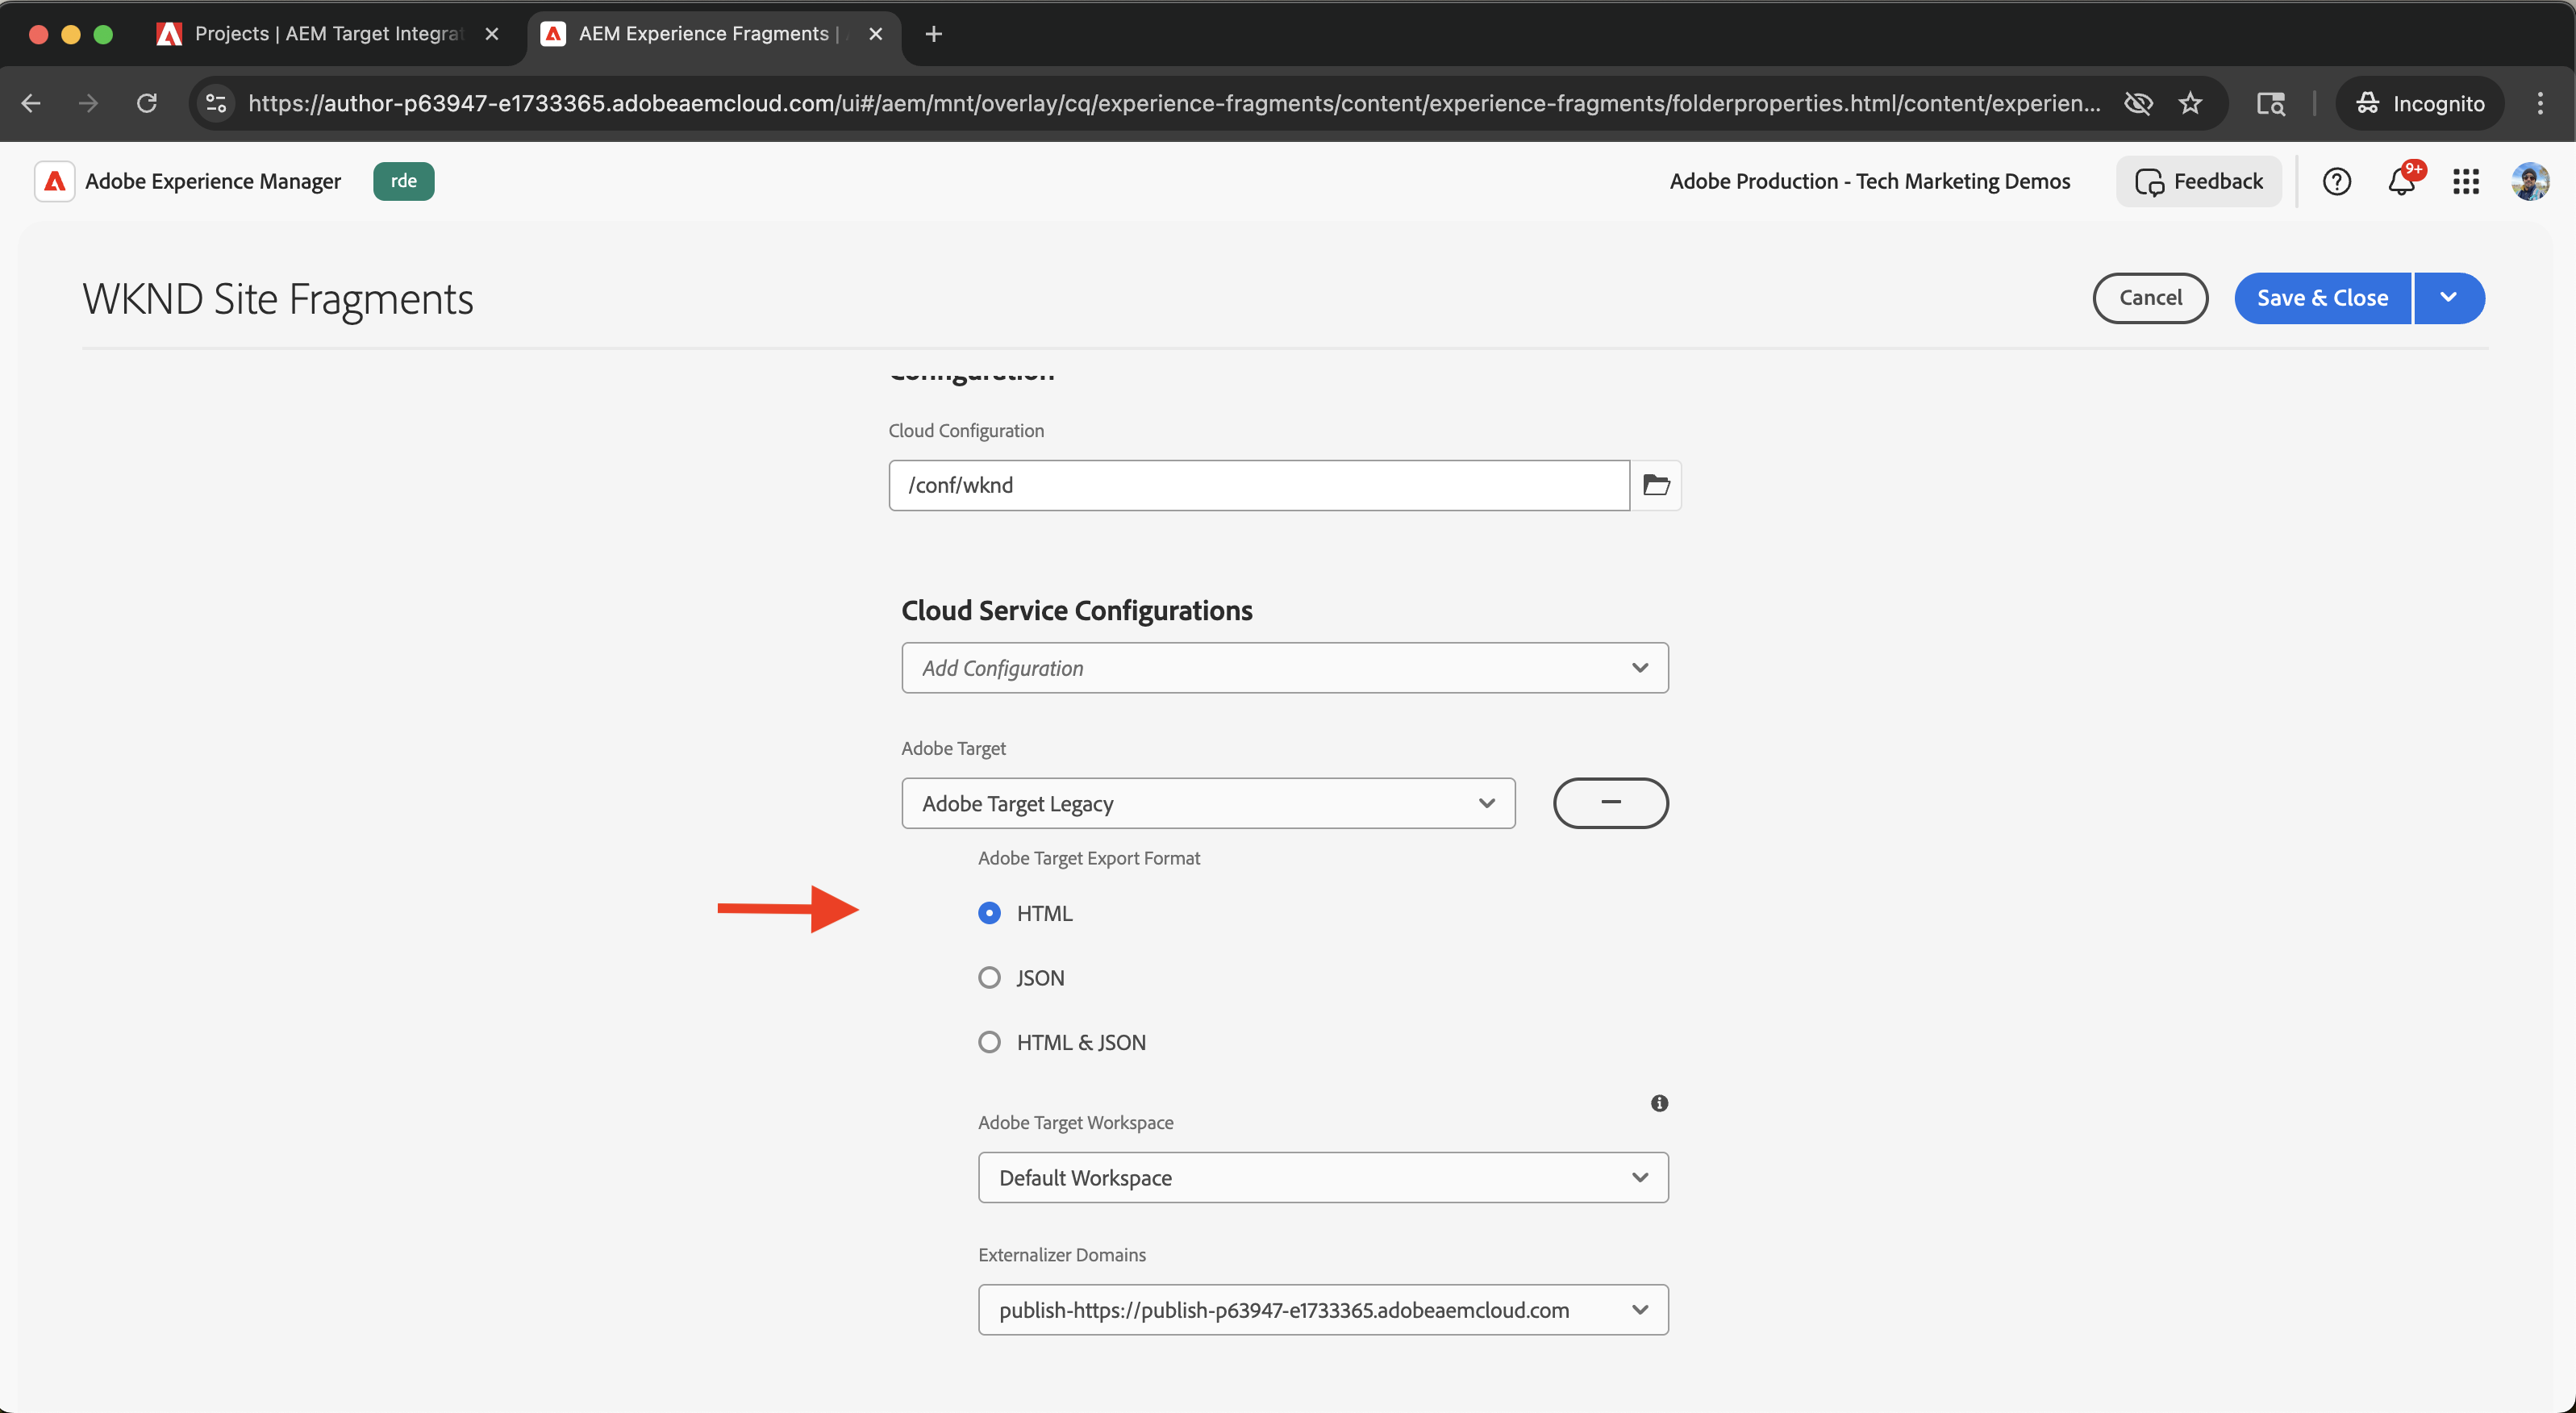 Projects | AEM Target Integrat
AEM Experience Fragments |
https://author-p63947-e1733365.adobeaemcloud.com/ui#/aem/mnt/overlay/cq/experience-fragments/content/experience-fragments/folderproperties.html/content/experien...
Incognito
Adobe Experience Manager
rde
Adobe Production - Tech Marketing Demos
Feedback
9+
WKND Site Fragments
Cancel
Save & Close
Configuration
Cloud Configuration
/conf/wknd
Cloud Service Configurations
Add Configuration
Adobe Target
Adobe Target Legacy
Adobe Target Export Format
HTML
JSON
HTML & JSON
Adobe Target Workspace
Default Workspace
Externalizer Domains
publish-https://publish-p63947-e1733365.adobeaemcloud.com